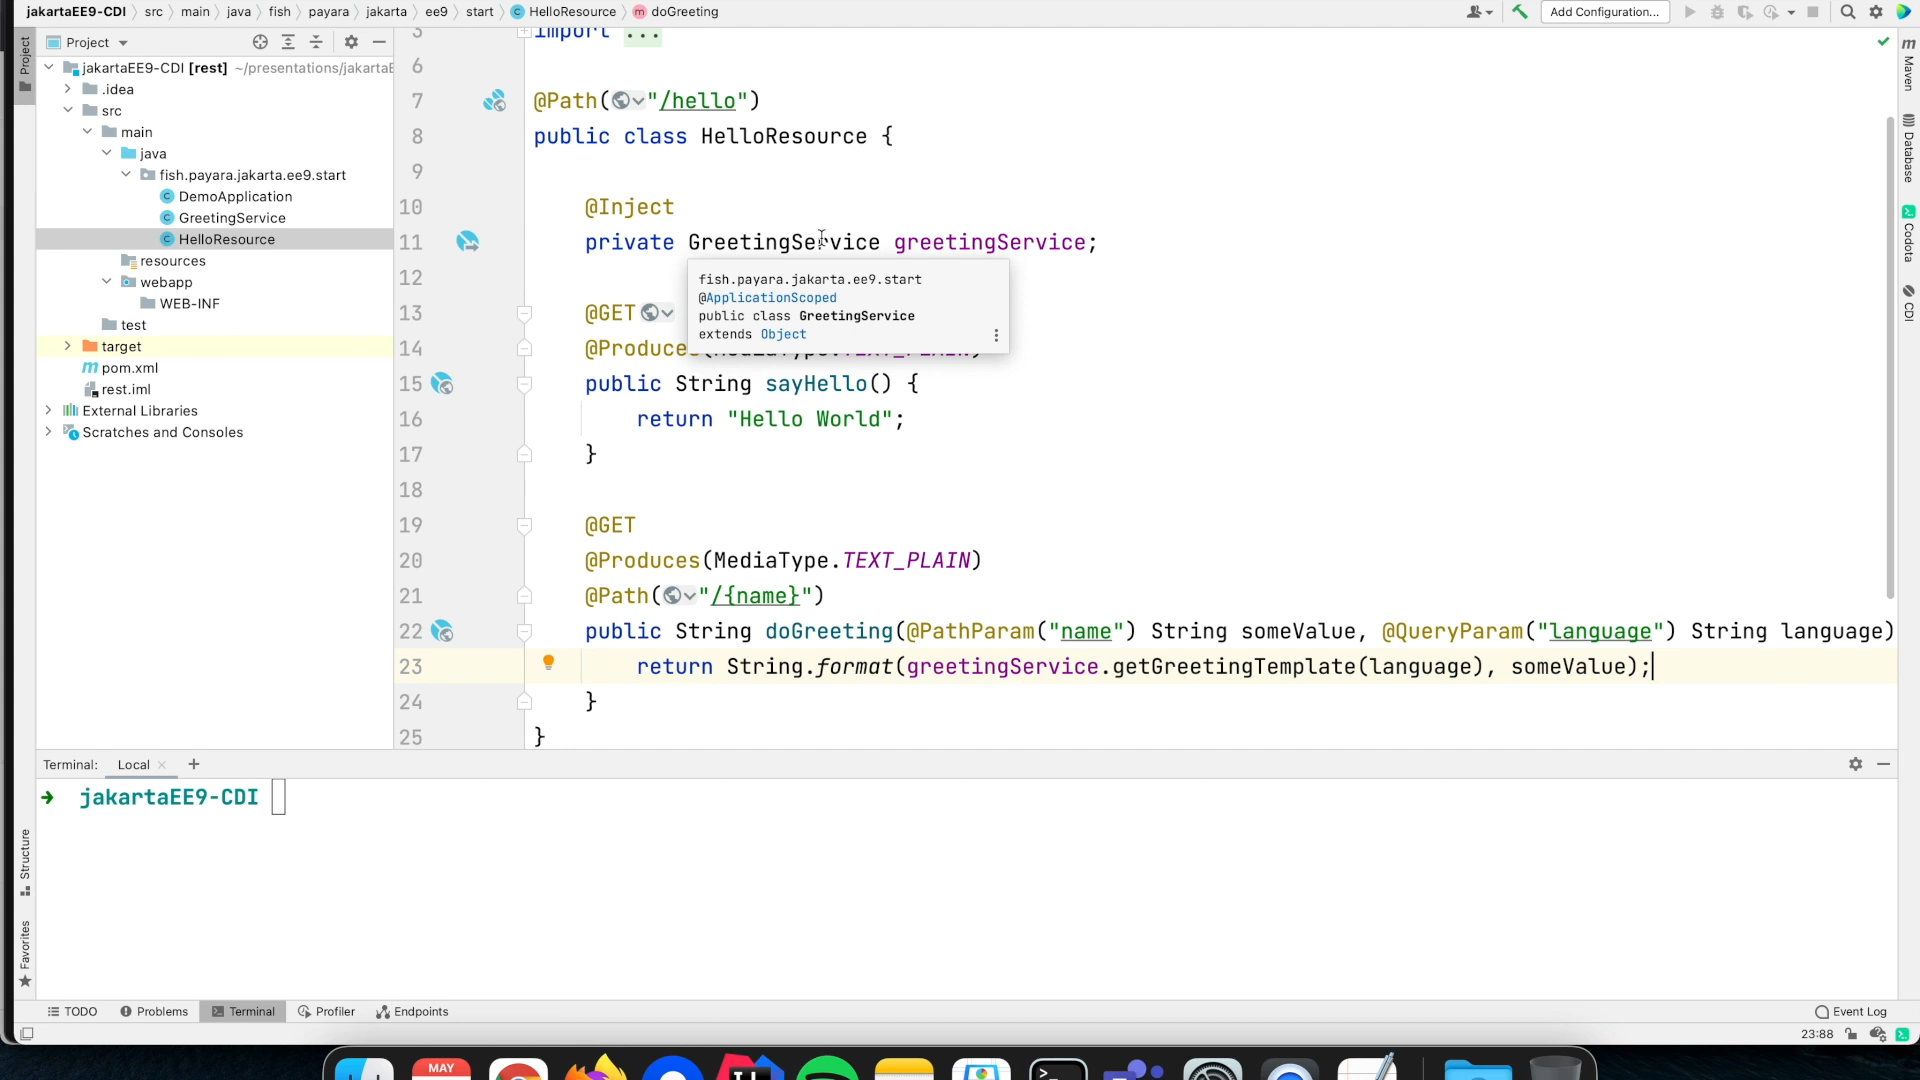 jakartaEE9-CDI src main java fish payara jakarta ee9 start HelloResource doGreeting Add Configuration...
Project
jakartaEE9-CDI [rest] ~/presentations/jakartaE
.idea
src
main
java
fish.payara.jakarta.ee9.start
DemoApplication
GreetingService
HelloResource
resources
webapp
WEB-INF
test
target
pom.xml
rest.iml
External Libraries
Scratches and Consoles
Project
Structure
Favorites
3 import ...
6
7 @Path("/hello")
8 public class HelloResource {
9
10 @Inject
11 private GreetingService greetingService;
12
fish.payara.jakarta.ee9.start
@ApplicationScoped
public class GreetingService
extends Object
13 @GET
14 @Produces(MediaType.TEXT_PLAIN)
15 public String sayHello() {
16 return "Hello World";
17 }
18
19 @GET
20 @Produces(MediaType.TEXT_PLAIN)
21 @Path("/{name}")
22 public String doGreeting(@PathParam("name") String someValue, @QueryParam("language") String language)
23 return String.format(greetingService.getGreetingTemplate(language), someValue);
24 }
25 }
Maven
Database
Codota
CDI
Terminal: Local
jakartaEE9-CDI
TODO Problems Terminal Profiler Endpoints Event Log
23:88
MAY